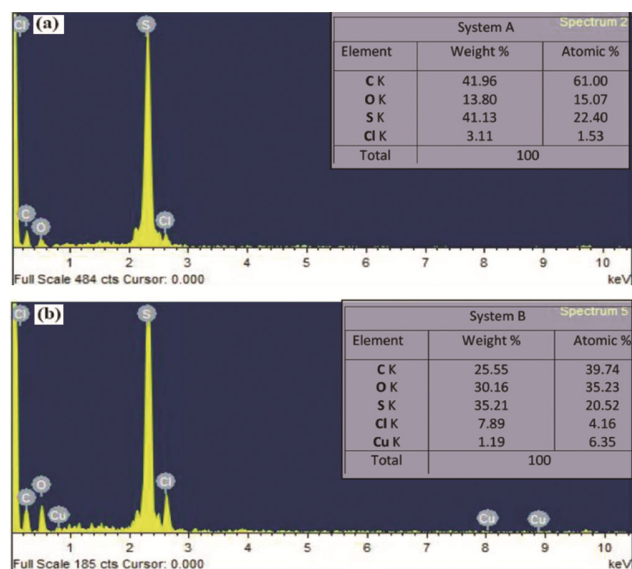 (a)
Cl
S
Spectrum 2
System A
Element Weight % Atomic %
C K 41.96 61.00
O K 13.80 15.07
S K 41.13 22.40
Cl K 3.11 1.53
Total 100
C
O
Cl
1 2 3 4 5 6 7 8 9 10
Full Scale 484 cts Cursor: 0.000 keV
(b)
Cl
S
Spectrum 5
System B
Element Weight % Atomic %
C K 25.55 39.74
O K 30.16 35.23
S K 35.21 20.52
Cl K 7.89 4.16
Cu K 1.19 6.35
Total 100
C
O
Cu
Cl
Cu
Cu
1 2 3 4 5 6 7 8 9 10
Full Scale 185 cts Cursor: 0.000 keV